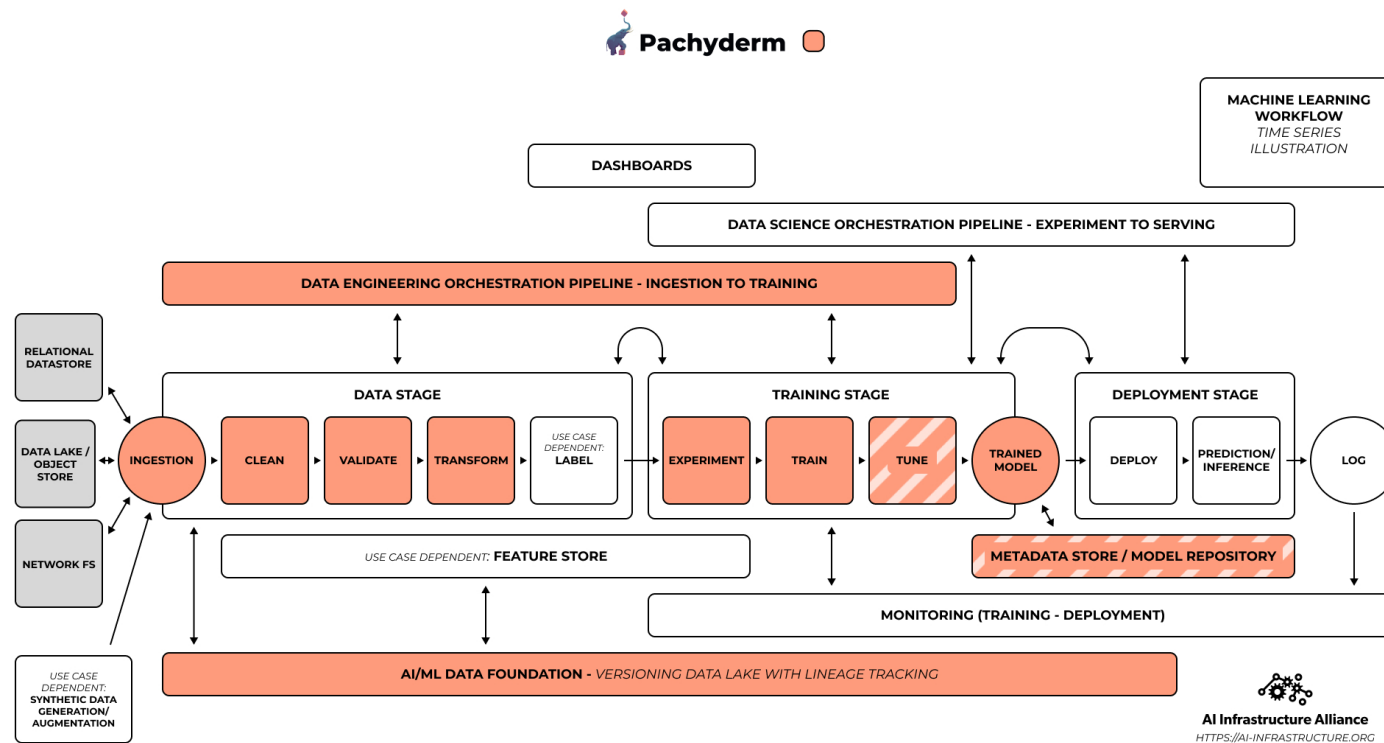 Pachyderm
MACHINE LEARNING
WORKFLOW
TIME SERIES
ILLUSTRATION
DASHBOARDS
DATA SCIENCE ORCHESTRATION PIPELINE - EXPERIMENT TO SERVING
DATA ENGINEERING ORCHESTRATION PIPELINE - INGESTION TO TRAINING
RELATIONAL
DATASTORE
DATA LAKE /
OBJECT
STORE
NETWORK FS
INGESTION
DATA STAGE
CLEAN
VALIDATE
TRANSFORM
USE CASE
DEPENDENT:
LABEL
TRAINING STAGE
EXPERIMENT
TRAIN
TUNE
TRAINED
MODEL
DEPLOYMENT STAGE
DEPLOY
PREDICTION/
INFERENCE
LOG
USE CASE DEPENDENT: FEATURE STORE
METADATA STORE / MODEL REPOSITORY
MONITORING (TRAINING - DEPLOYMENT)
AI/ML DATA FOUNDATION - VERSIONING DATA LAKE WITH LINEAGE TRACKING
USE CASE
DEPENDENT:
SYNTHETIC DATA
GENERATION/
AUGMENTATION
AI Infrastructure Alliance
HTTPS://AI-INFRASTRUCTURE.ORG